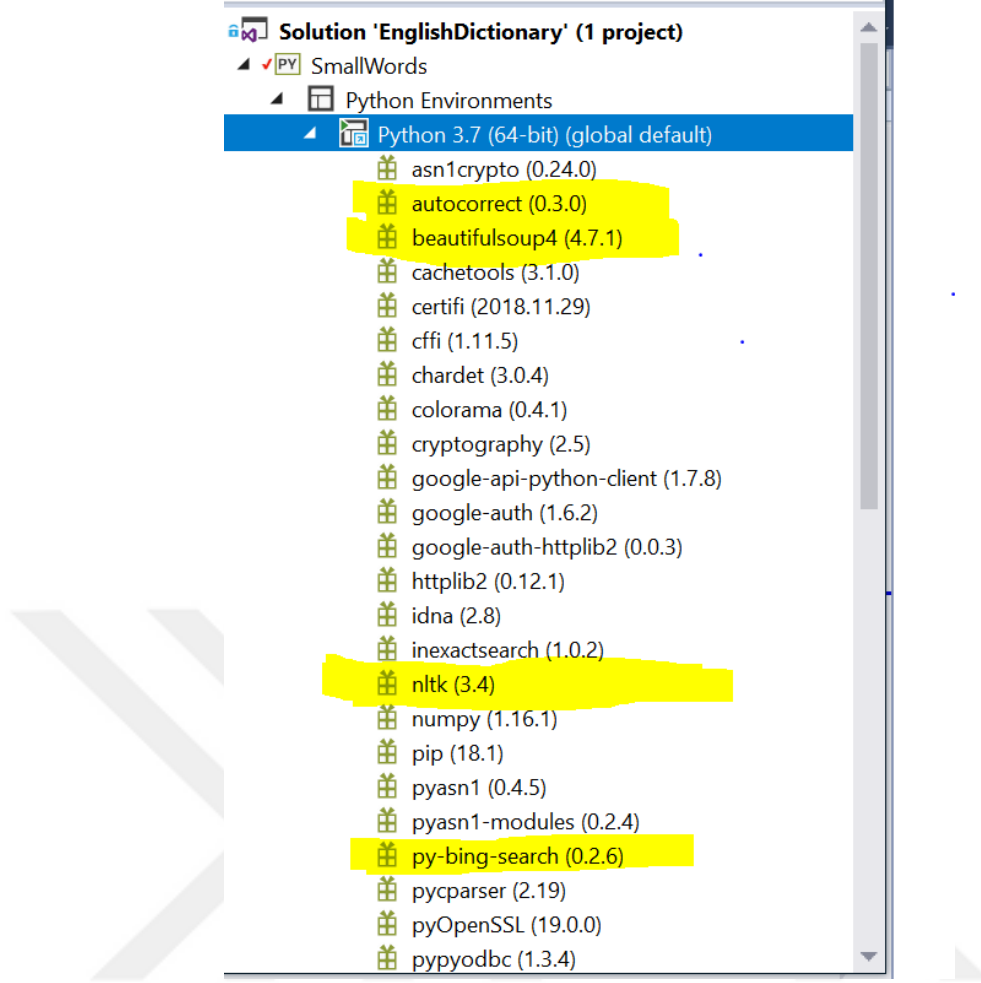 Solution 'EnglishDictionary' (1 project)
PY SmallWords
Python Environments
Python 3.7 (64-bit) (global default)
asn1crypto (0.24.0)
autocorrect (0.3.0)
beautifulsoup4 (4.7.1)
cachetools (3.1.0)
certifi (2018.11.29)
cffi (1.11.5)
chardet (3.0.4)
colorama (0.4.1)
cryptography (2.5)
google-api-python-client (1.7.8)
google-auth (1.6.2)
google-auth-httplib2 (0.0.3)
httplib2 (0.12.1)
idna (2.8)
inexactsearch (1.0.2)
nltk (3.4)
numpy (1.16.1)
pip (18.1)
pyasn1 (0.4.5)
pyasn1-modules (0.2.4)
py-bing-search (0.2.6)
pycparser (2.19)
pyOpenSSL (19.0.0)
pypyodbc (1.3.4)